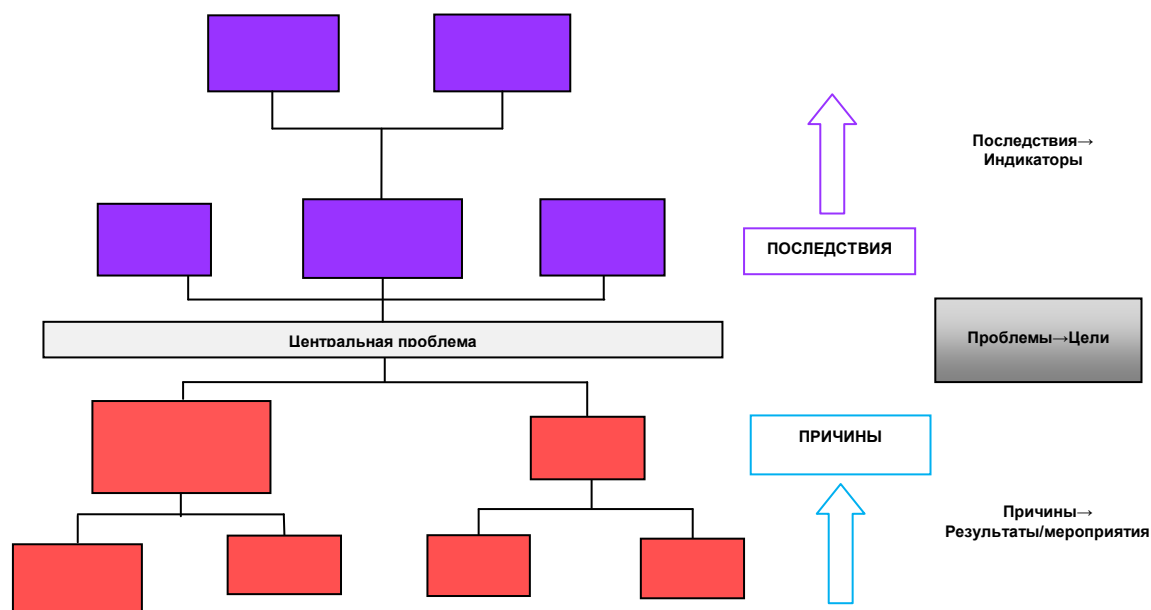 Последствия→
Индикаторы
ПОСЛЕДСТВИЯ
Центральная проблема
Проблемы→Цели
ПРИЧИНЫ
Причины→
Результаты/мероприятия